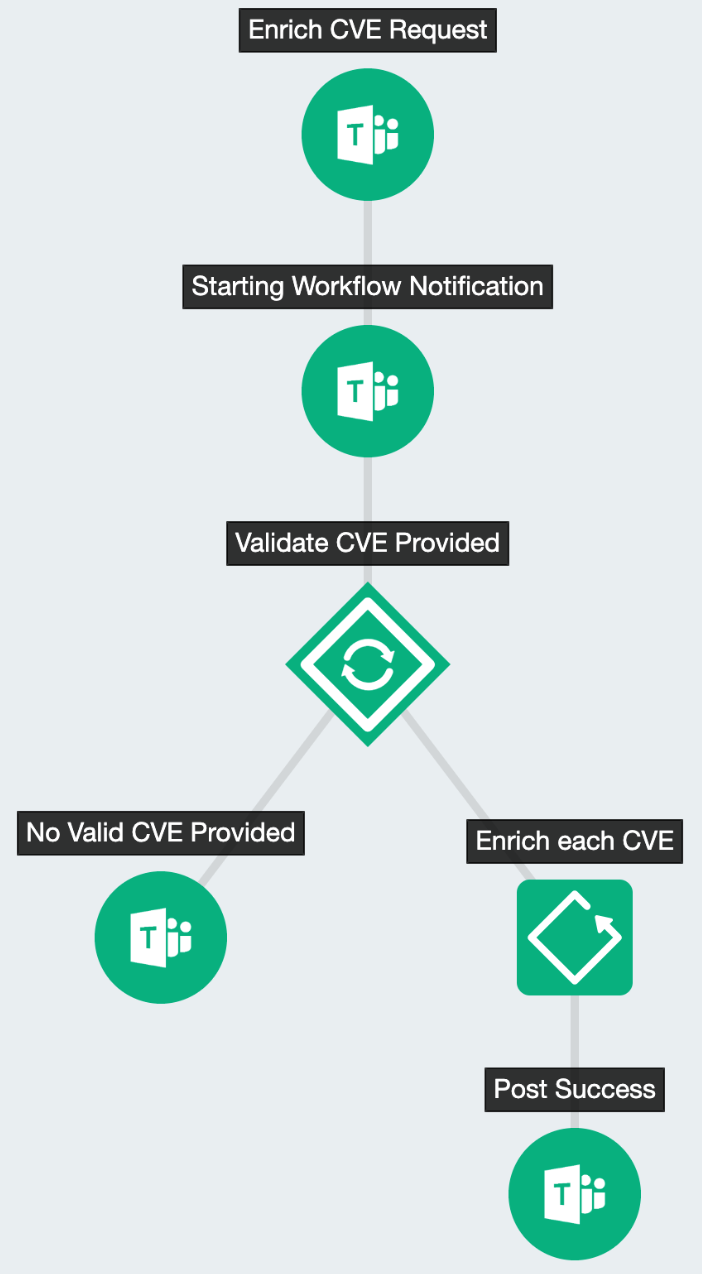 Enrich CVE Request
T
Starting Workflow Notification
T
Validate CVE Provided
No Valid CVE Provided
Enrich each CVE
T
Post Success
T